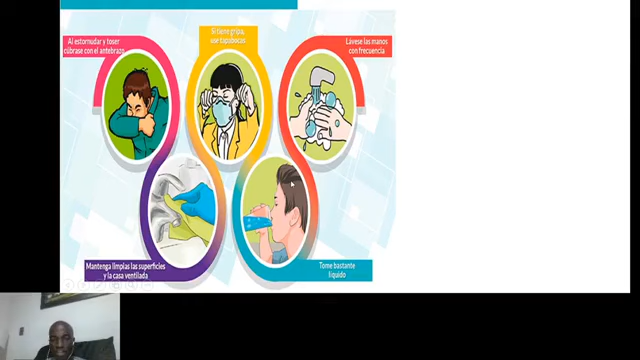 Al estornudar y toser
cúbrase con el antebrazo
Si tiene gripa,
use tapabocas
Lávese las manos
con frecuencia
Mantenga limpias las superficies
y la casa ventilada
Tome bastante
líquido